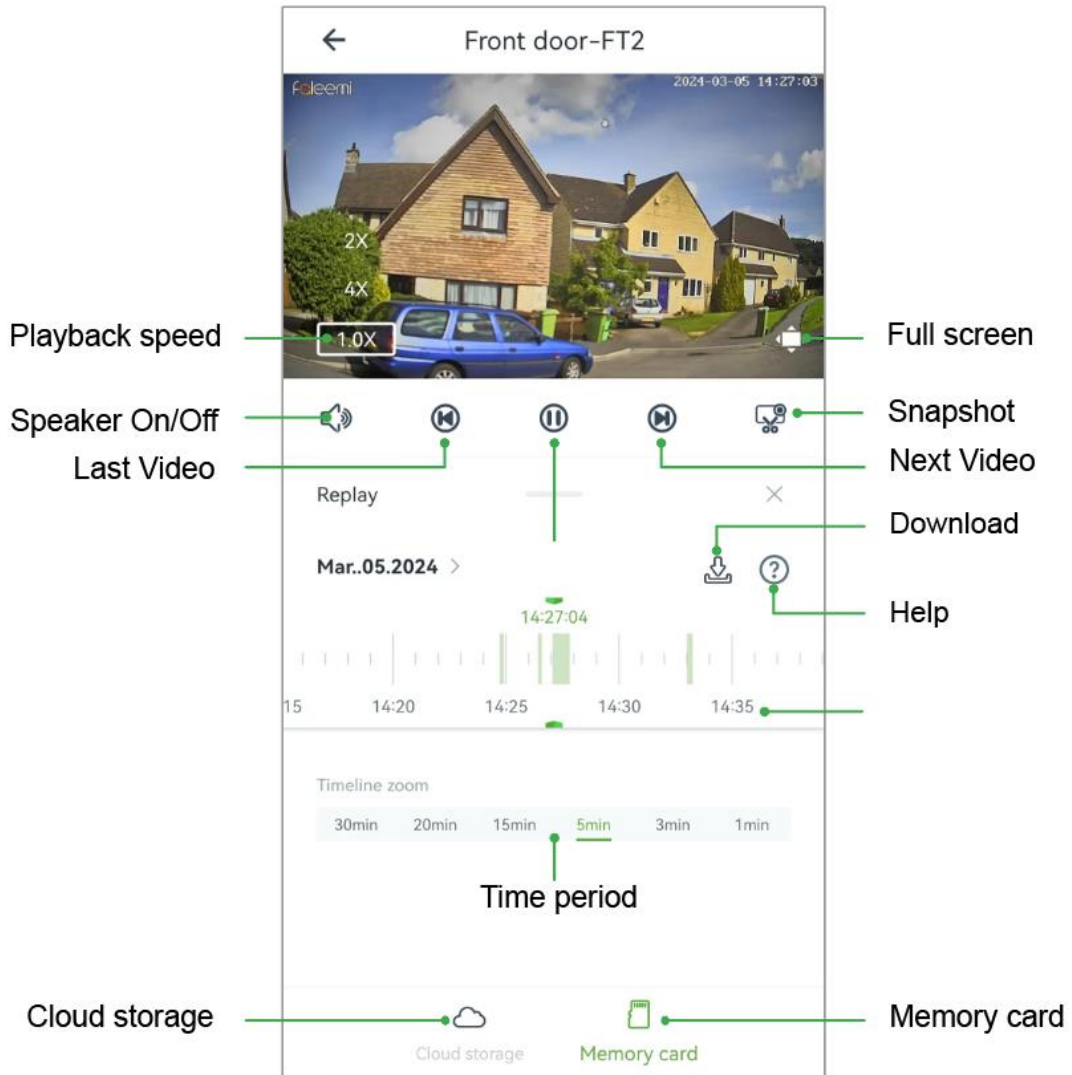 Front door-FT2
faleemi
2024-03-05 14:27:03
2X
4X
Playback speed
1.0X
Full screen
Speaker On/Off
Snapshot
Last Video
Next Video
Replay
Download
Mar..05.2024
Help
14:27:04
15 14:20 14:25 14:30 14:35
Timeline zoom
30min 20min 15min 5min 3min 1min
Time period
Cloud storage
Memory card
Cloud storage
Memory card